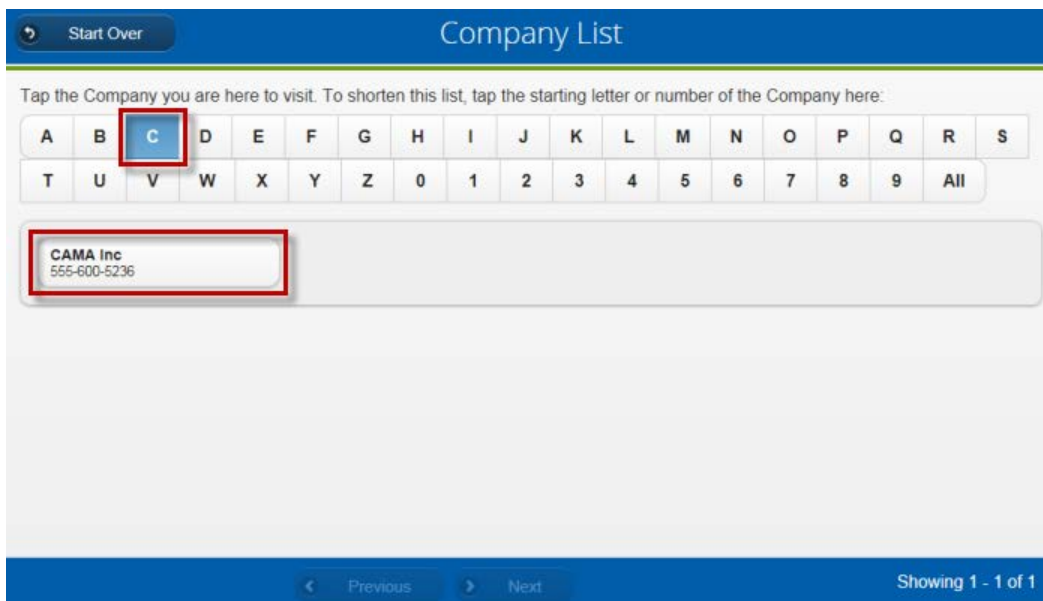 Start Over
Company List
Tap the Company you are here to visit. To shorten this list, tap the starting letter or number of the Company here:
A B C D E F G H I J K L M N O P Q R S
T U V W X Y Z 0 1 2 3 4 5 6 7 8 9 All
CAMA Inc
555-600-5236
Previous Next Showing 1 - 1 of 1